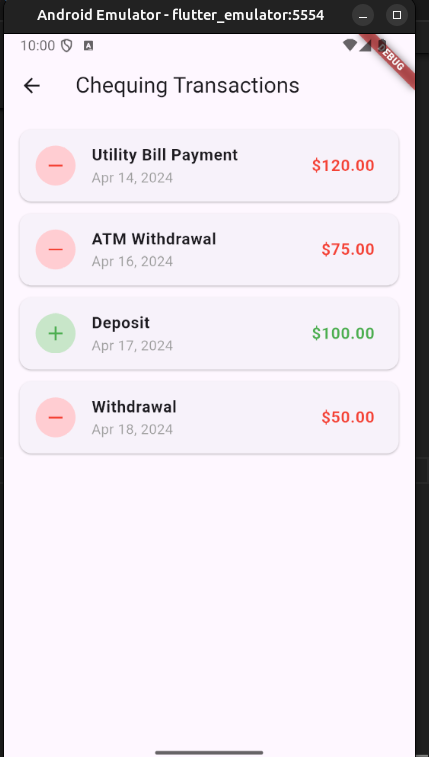 Android Emulator - flutter_emulator:5554
10:00
A
DEBUG
Chequing Transactions
Utility Bill Payment
$120.00
Apr 14, 2024
ATM Withdrawal
$75.00
Apr 16, 2024
Deposit
$100.00
Apr 17, 2024
Withdrawal
$50.00
Apr 18, 2024